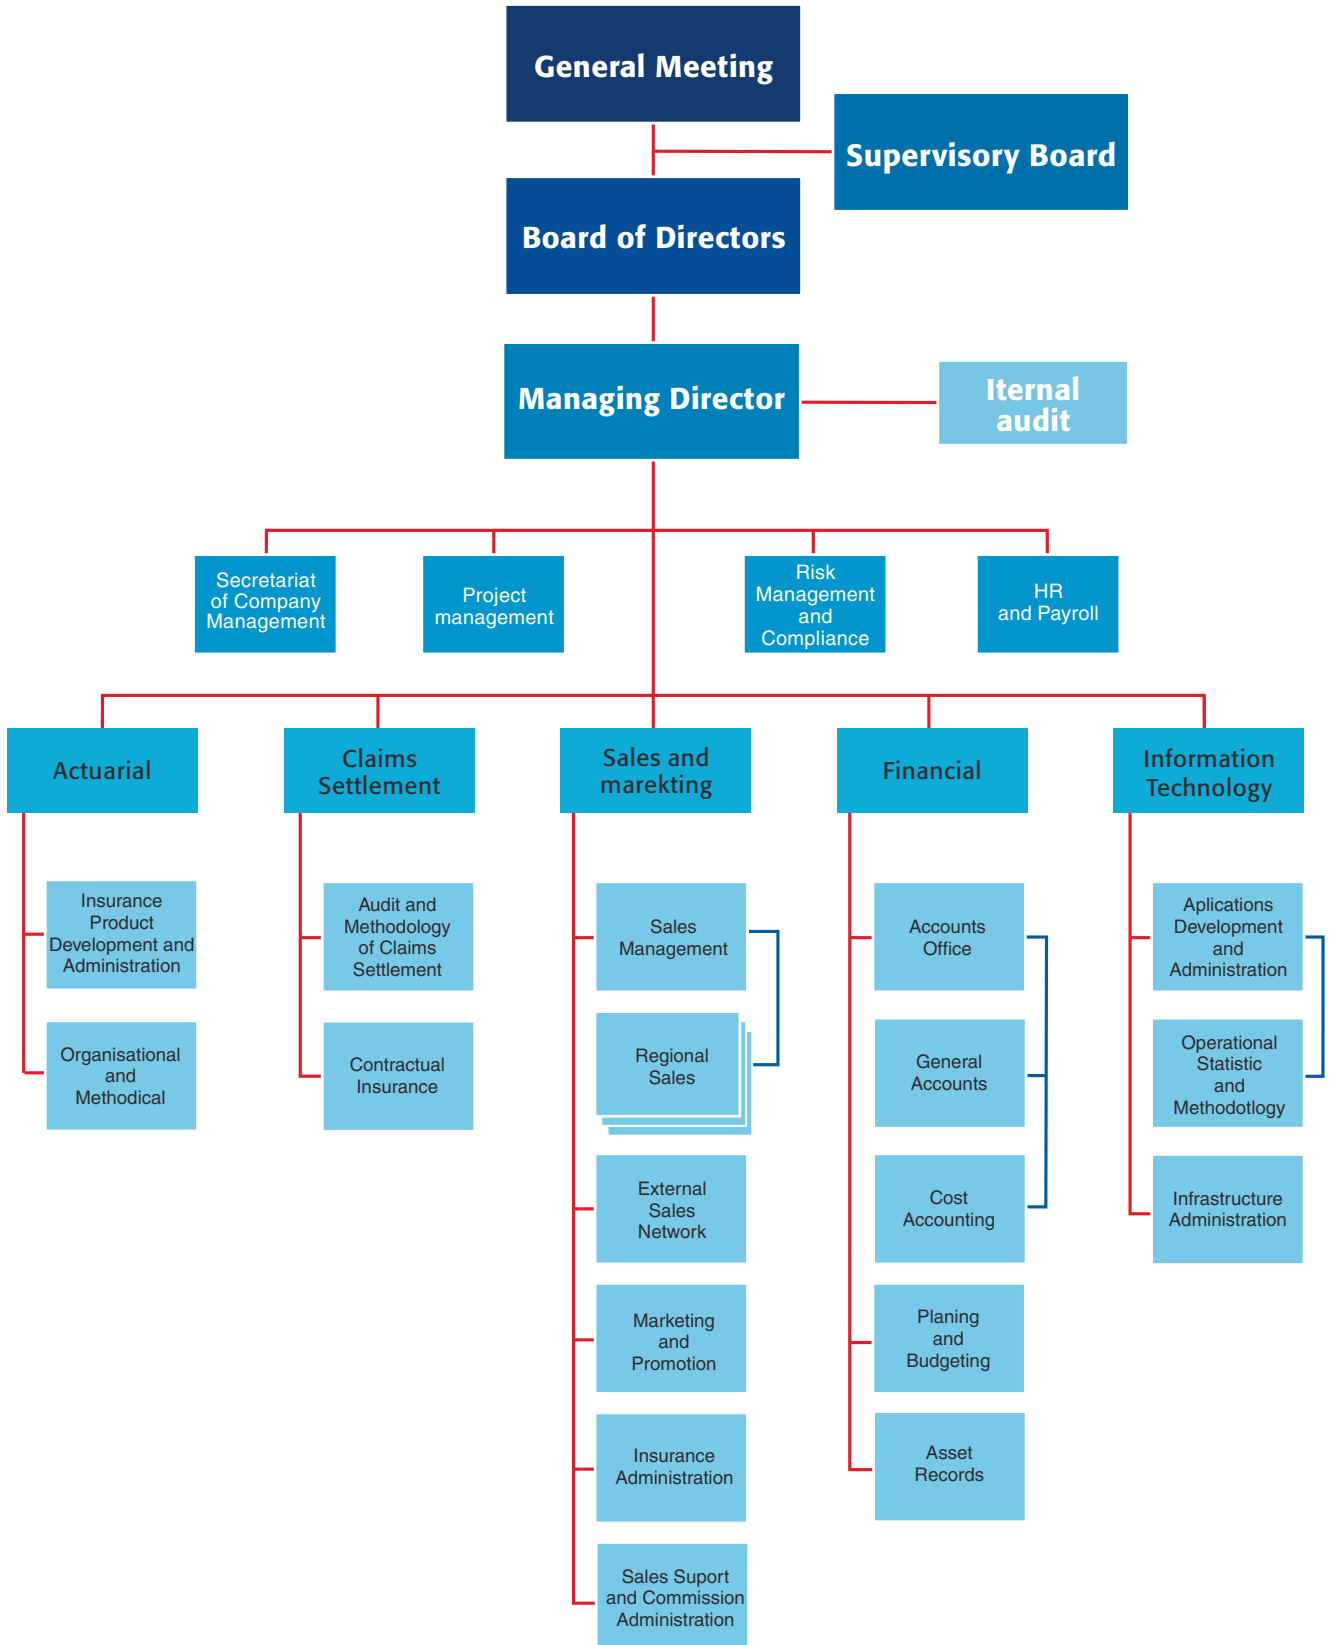 General Meeting
Supervisory Board
Board of Directors
Managing Director
Iternal
audit
Secretariat
of Company
Management
Project
management
Risk
Management
and
Compliance
HR
and Payroll
Actuarial
Claims
Settlement
Sales and
marekting
Financial
Information
Technology
Insurance
Product
Development and
Administration
Organisational
and
Methodical
Audit and
Methodology
of Claims
Settlement
Contractual
Insurance
Sales
Management
Regional
Sales
External
Sales
Network
Marketing
and
Promotion
Insurance
Administration
Sales Suport
and Commission
Administration
Accounts
Office
General
Accounts
Cost
Accounting
Planing
and
Budgeting
Asset
Records
Aplications
Development
and
Administration
Operational
Statistic
and
Methodotlogy
Infrastructure
Administration